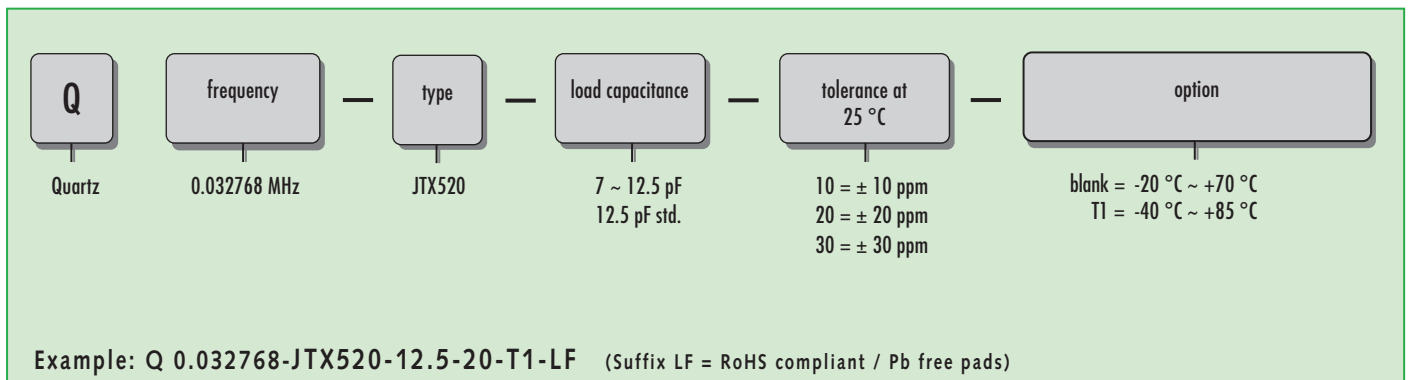 Q
frequency — type — load capacitance — tolerance at 25 °C — option
Quartz
0.032768 MHz
JTX520
7 ~ 12.5 pF
12.5 pF std.
10 = ± 10 ppm
20 = ± 20 ppm
30 = ± 30 ppm
blank = -20 °C ~ +70 °C
T1 = -40 °C ~ +85 °C
Example: Q 0.032768-JTX520-12.5-20-T1-LF (Suffix LF = RoHS compliant / Pb free pads)